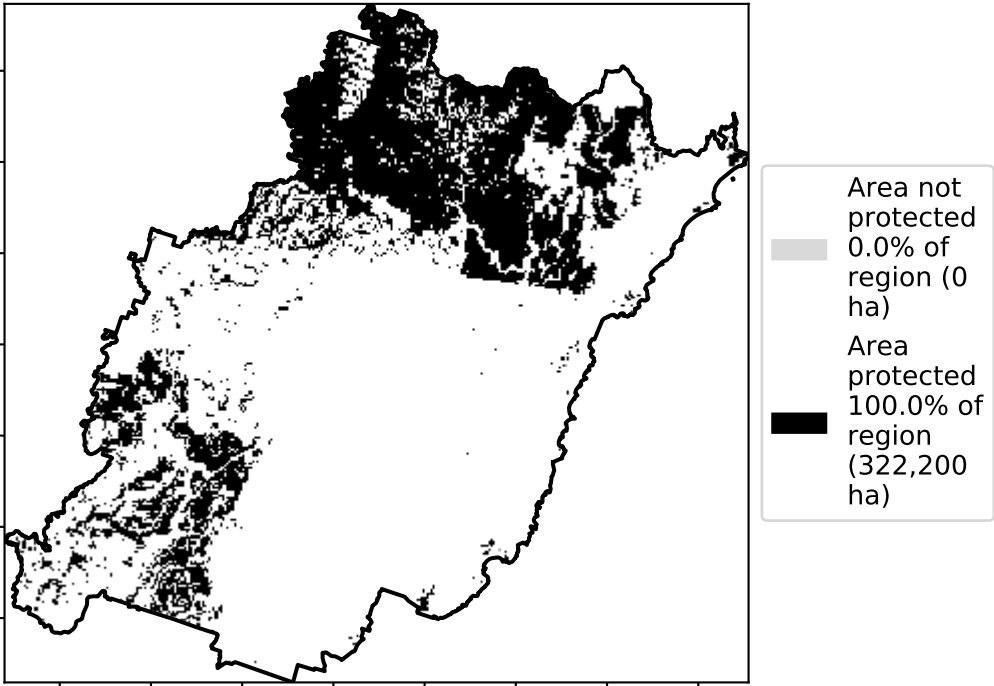 Area not
protected
0.0% of
region (0
ha)
Area
protected
100.0% of
region
(322,200
ha)